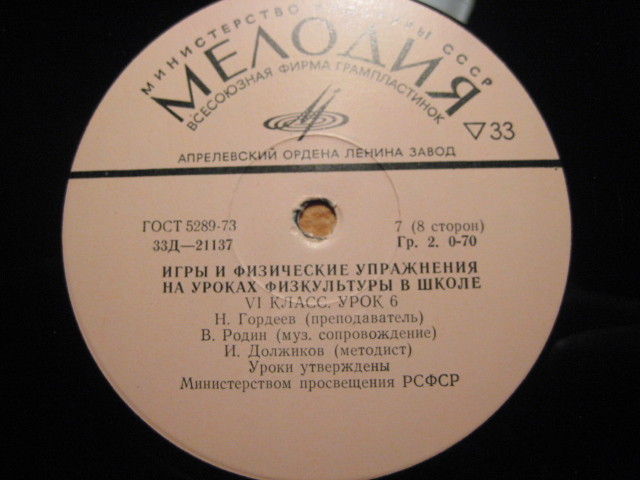 МИНИСТЕРСТВО КУЛЬТУРЫ СССР
МЕЛОДИЯ
ВСЕСОЮЗНАЯ ФИРМА ГРАМПЛАСТИНОК
▽33
АПРЕЛЕВСКИЙ ОРДЕНА ЛЕНИНА ЗАВОД
ГОСТ 5289-73
7 (8 сторон)
33Д—21137
Гр. 2. 0-70
ИГРЫ И ФИЗИЧЕСКИЕ УПРАЖНЕНИЯ
НА УРОКАХ ФИЗКУЛЬТУРЫ В ШКОЛЕ
VI КЛАСС. УРОК 6
Н. Гордеев (преподаватель)
В. Родин (муз. сопровождение)
И. Должиков (методист)
Уроки утверждены
Министерством просвещения РСФСР